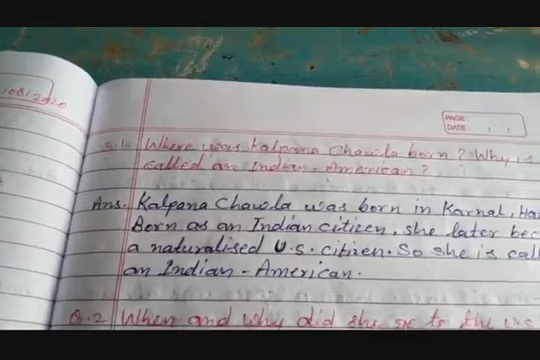 /08/2020
PAGE:
DATE: / /
Q.1. Where was Kalpana Chawla born? Why is
called an Indian-American?
Ans. Kalpana Chawla was born in Karnal, Ha
Born as an Indian citizen, she later bec
a naturalised U.S. citizen. So she is call
an Indian-American.
Q.2 When and why did she go to the